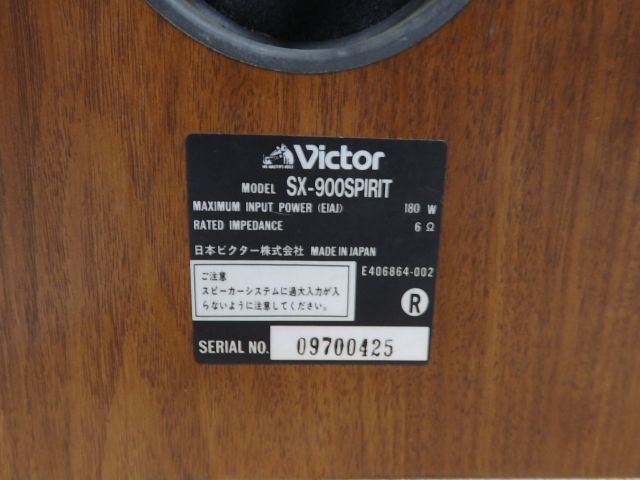 HIS MASTER'S VOICE
Victor
MODEL SX-900SPIRIT
MAXIMUM INPUT POWER (EIAJ) 180 W
RATED IMPEDANCE 6 Ω
日本ビクター株式会社 MADE IN JAPAN
E406864-002
ご注意
スピーカーシステムに過大入力が入
らないように注意してください。
R
SERIAL NO. 09700425